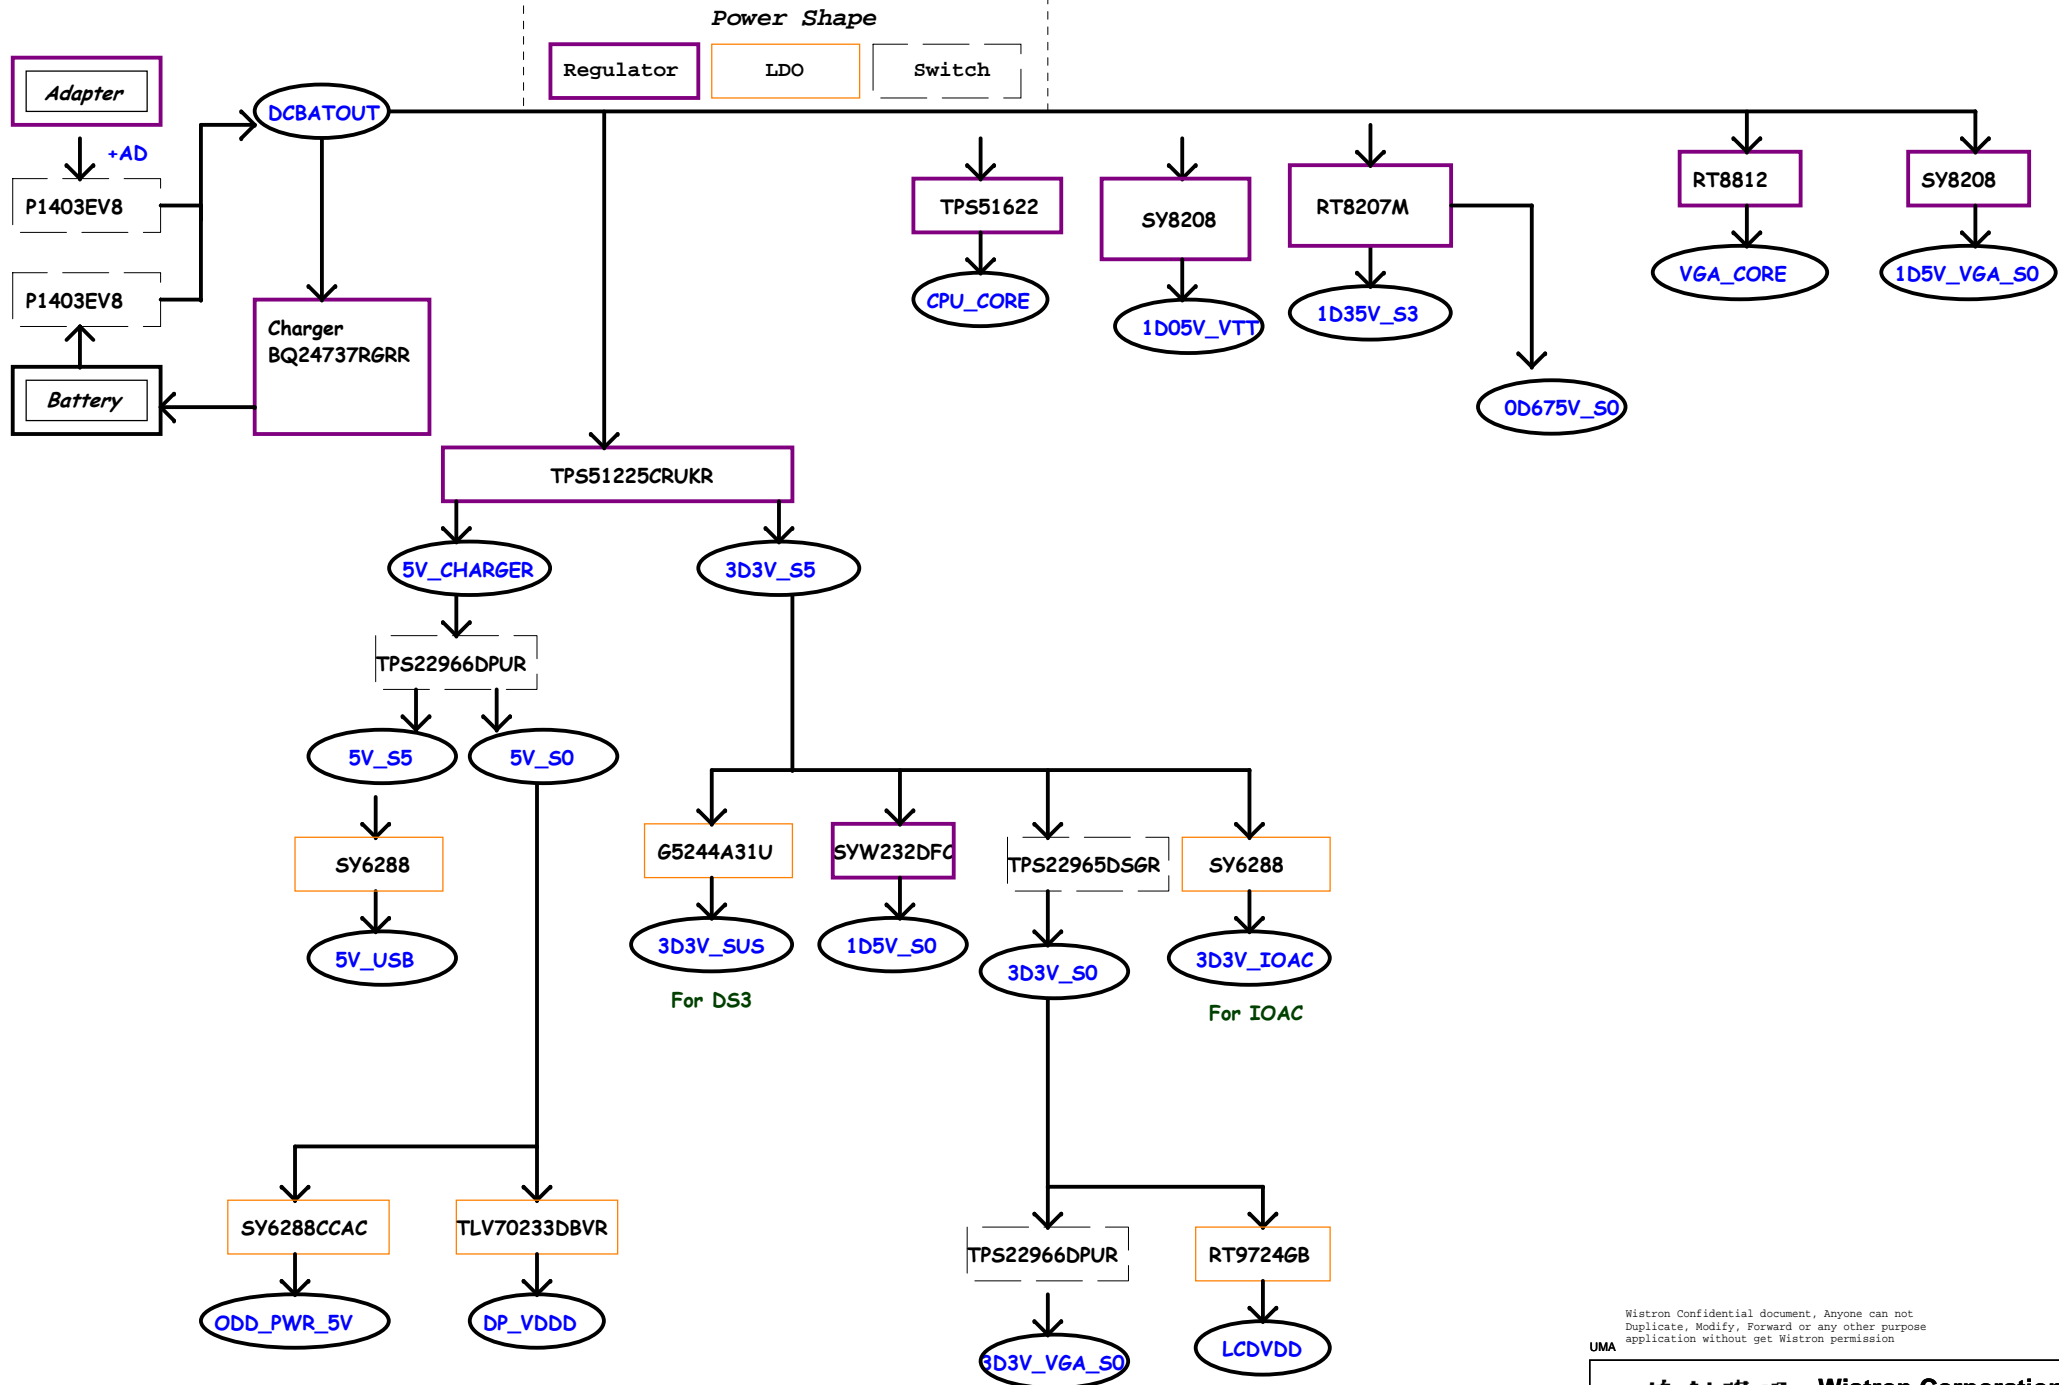 Power Shape
Regulator
LDO
Switch
Adapter
DCBATOUT
+AD
P1403EV8
P1403EV8
Charger
BQ24737RGRR
Battery
TPS51622
SY8208
RT8207M
RT8812
SY8208
CPU_CORE
1D05V_VTT
1D35V_S3
VGA_CORE
1D5V_VGA_S0
0D675V_S0
TPS51225CRUKR
5V_CHARGER
3D3V_S5
TPS22966DPUR
5V_S5
5V_S0
SY6288
G5244A31U
SYW232DFC
TPS22965DSGR
SY6288
5V_USB
3D3V_SUS
1D5V_S0
3D3V_S0
3D3V_IOAC
For DS3
For IOAC
SY6288CCAC
TLV70233DBVR
TPS22966DPUR
RT9724GB
ODD_PWR_5V
DP_VDDD
3D3V_VGA_S0
LCDVDD
Wistron Confidential document, Anyone can not
Duplicate, Modify, Forward or any other purpose
application without get Wistron permission
UMA
Wistron Corporation